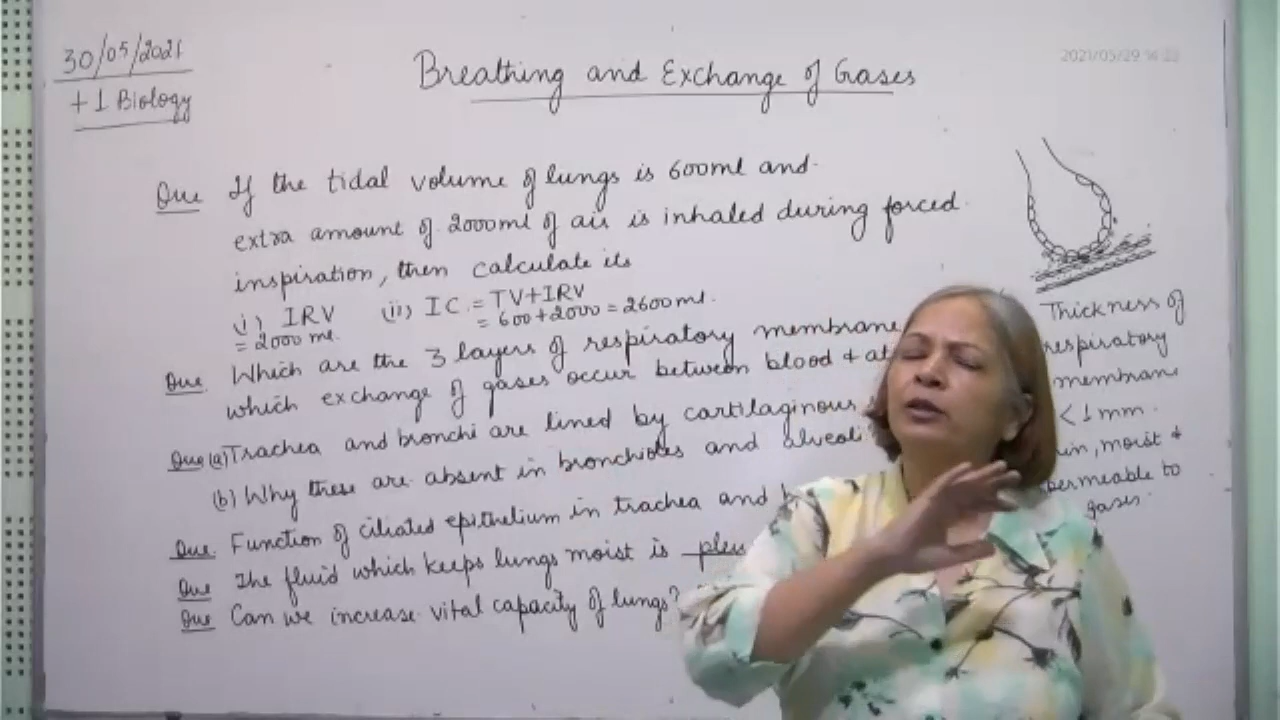 30/05/2021
+1 Biology
Breathing and Exchange of Gases
2021/05/29
Que If the tidal volume of lungs is 600ml and
extra amount of 2000ml of air is inhaled during forced
inspiration, then calculate its
(i) IRV (ii) IC = TV+IRV
= 2000 ml. = 600+2000 = 2600ml.
Que Which are the 3 layers of respiratory membrane
which exchange of gases occur between blood &
Que (a) Trachea and bronchi are lined by cartilaginous
(b) Why these are absent in bronchioles and alveoli
Que Function of ciliated epithelium in trachea and
Que The fluid which keeps lungs moist is
Que Can we increase vital capacity of lungs?
Thickness of
respiratory
membrane
< 1 mm.
moist &
permeable to
gases.